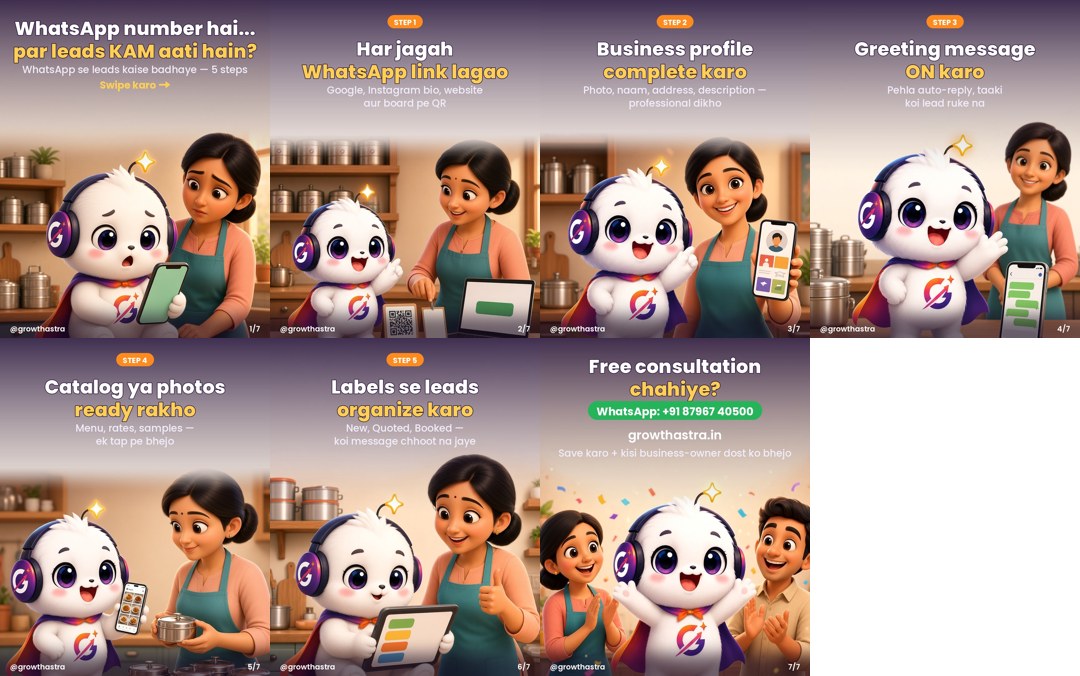 WhatsApp number hai...
par leads KAM aati hain?
WhatsApp se leads kaise badhaye — 5 steps
Swipe karo →
@growthastra
1/7
STEP 1
Har jagah
WhatsApp link lagao
Google, Instagram bio, website
aur board pe QR
@growthastra
2/7
STEP 2
Business profile
complete karo
Photo, naam, address, description —
professional dikho
@growthastra
3/7
STEP 3
Greeting message
ON karo
Pehla auto-reply, taaki
koi lead ruke na
@growthastra
4/7
STEP 4
Catalog ya photos
ready rakho
Menu, rates, samples —
ek tap pe bhejo
@growthastra
5/7
STEP 5
Labels se leads
organize karo
New, Quoted, Booked —
koi message chhoot na jaye
@growthastra
6/7
Free consultation
chahiye?
WhatsApp: +91 87967 40500
growthastra.in
Save karo + kisi business-owner dost ko bhejo
@growthastra
7/7